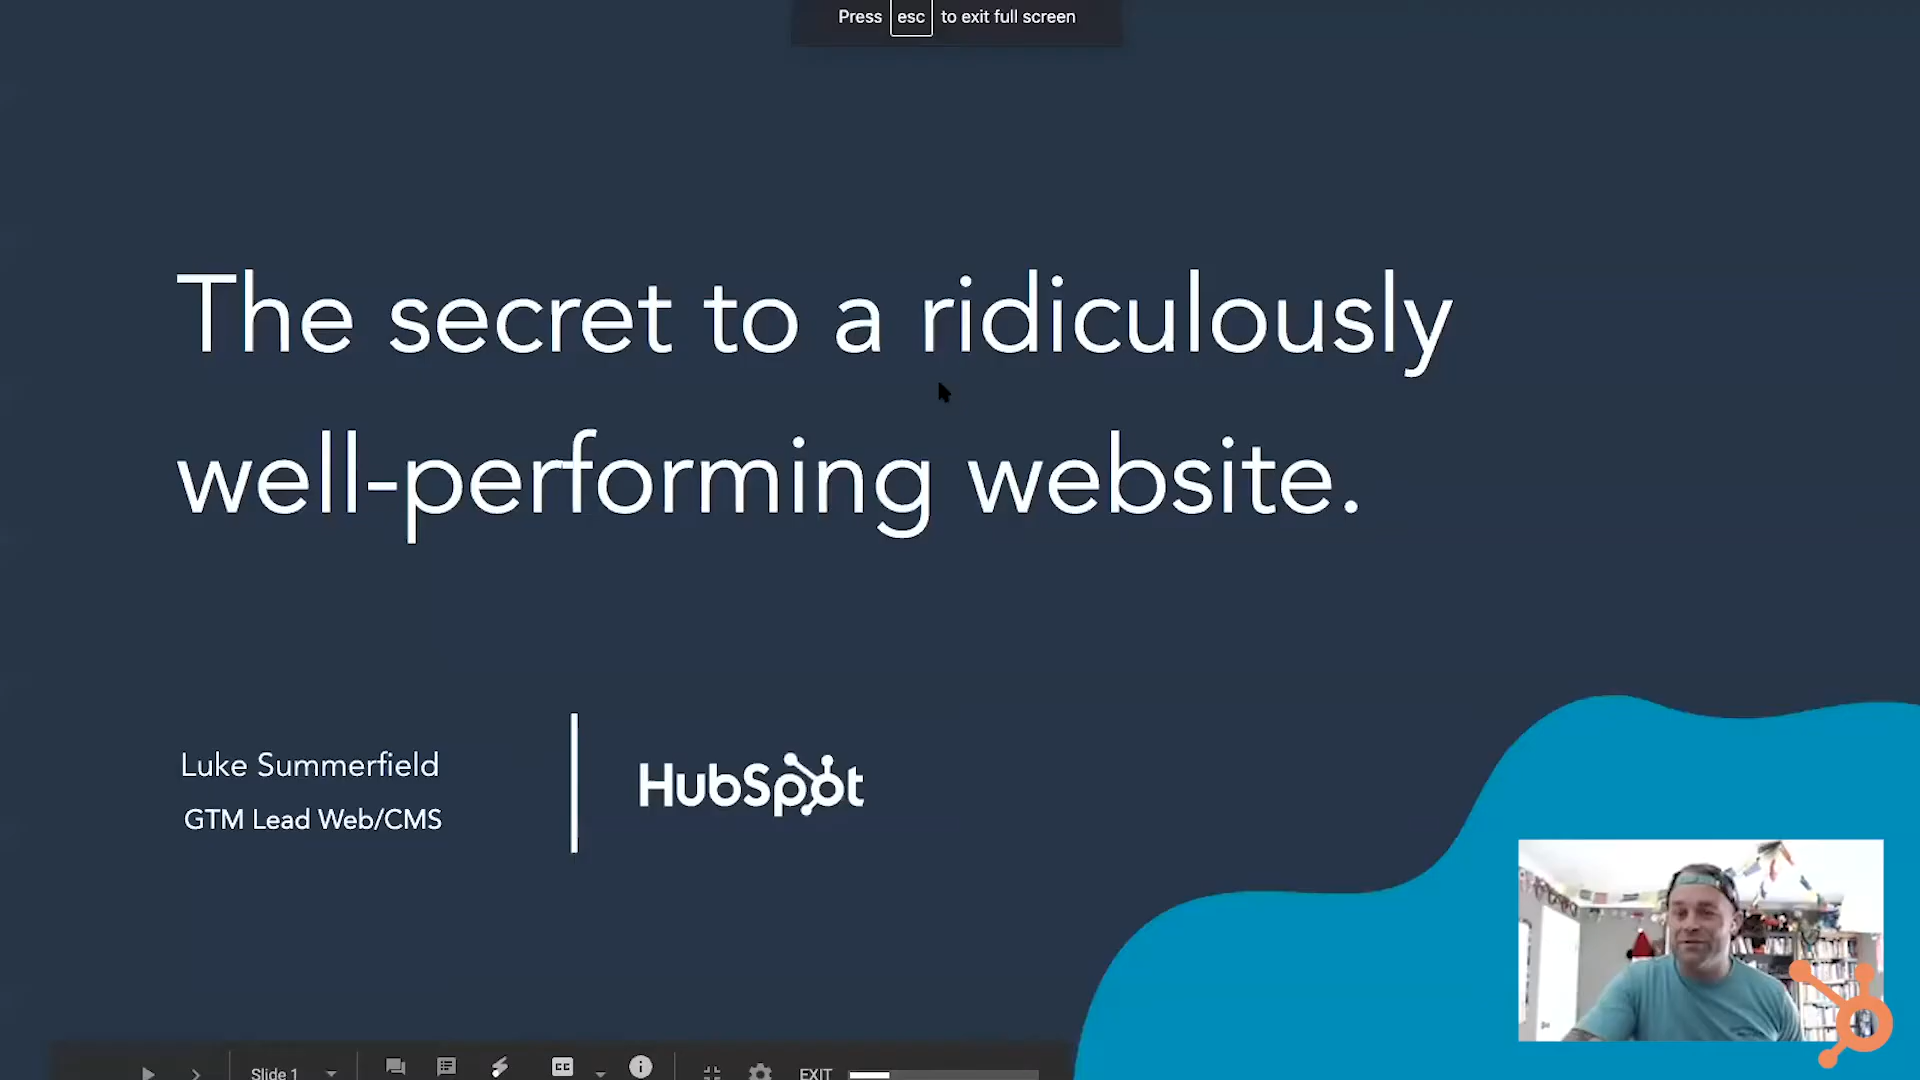 Press esc to exit full screen
The secret to a ridiculously
well-performing website.
Luke Summerfield
GTM Lead Web/CMS
HubSpot
Slide 1
CC
EXIT